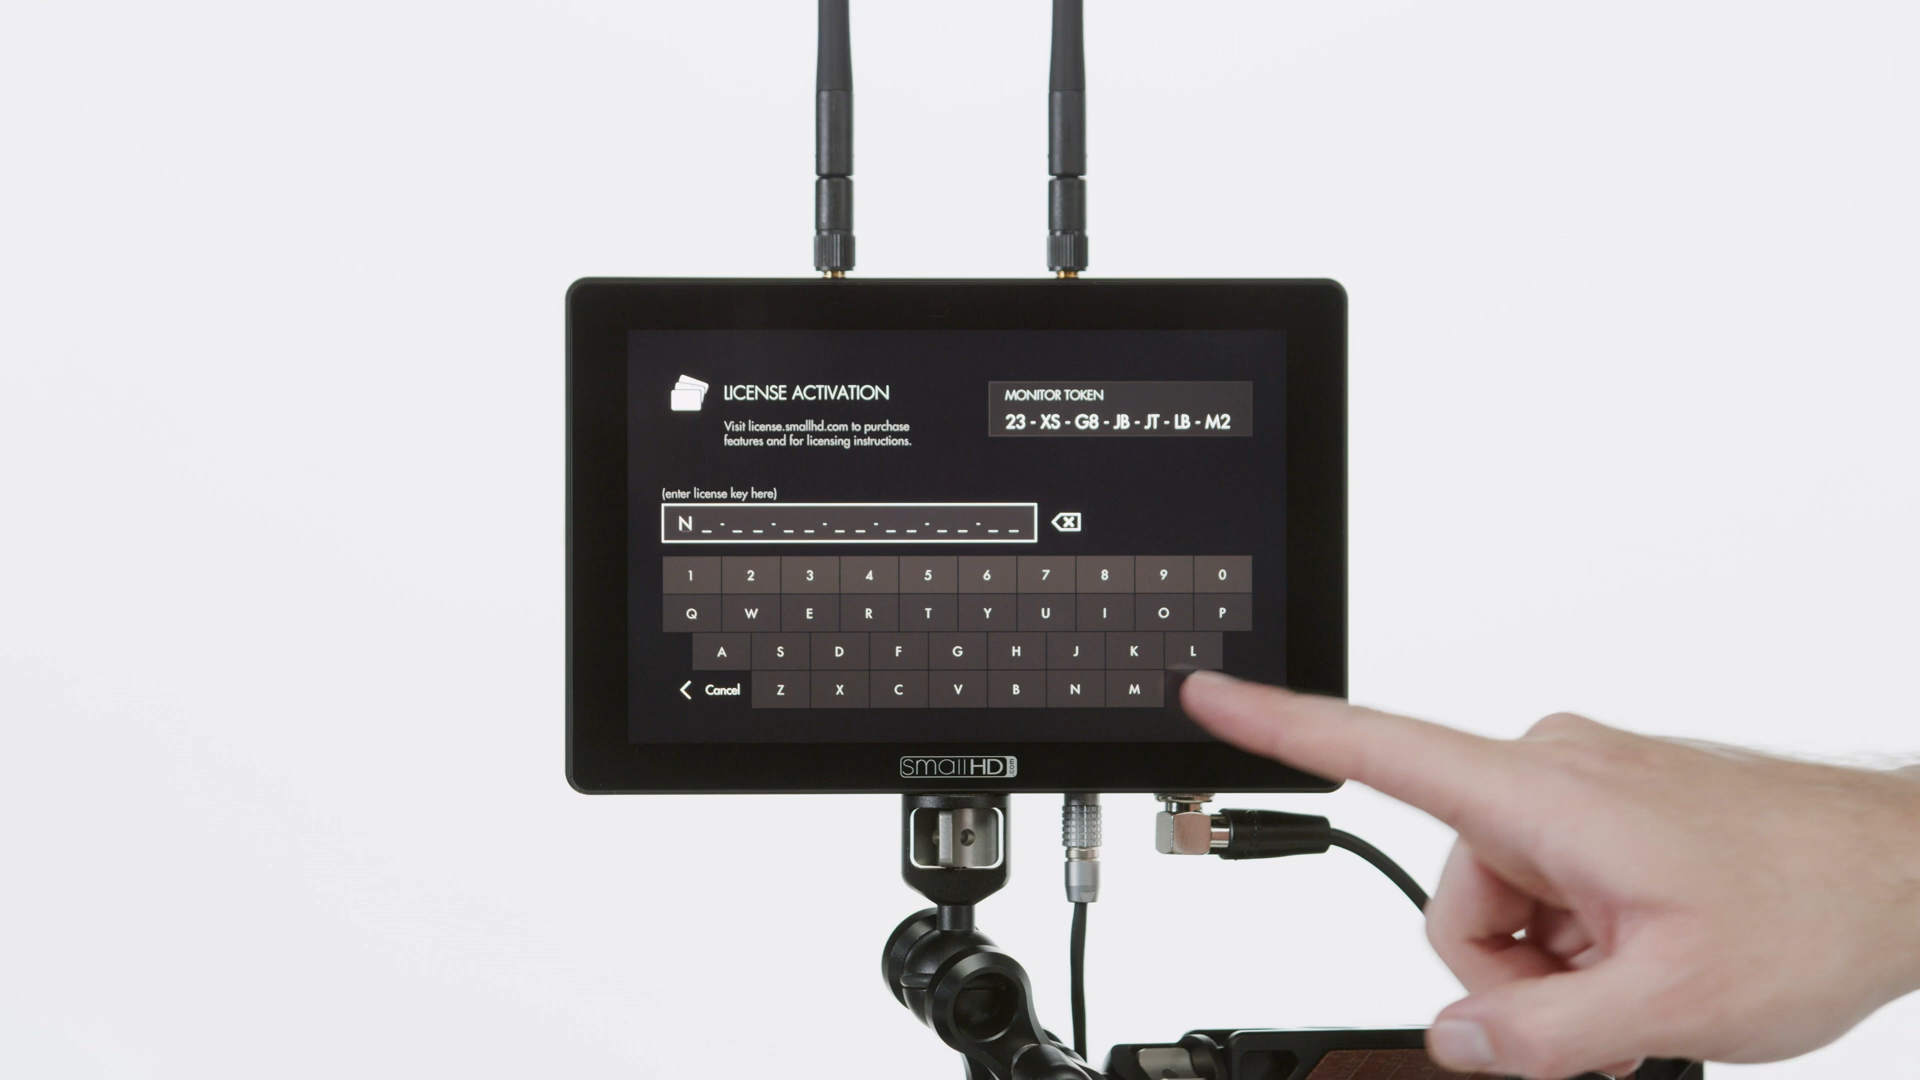 LICENSE ACTIVATION
Visit license.smallhd.com to purchase
features and for licensing instructions.
MONITOR TOKEN
23 - XS - G8 - JB - JT - LB - M2
(enter license key here)
N _ - _ _ - _ _ - _ _ - _ _ - _ _ - _ _
1 2 3 4 5 6 7 8 9 0
Q W E R T Y U I O P
A S D F G H J K L
Cancel Z X C V B N M
smallHD.com